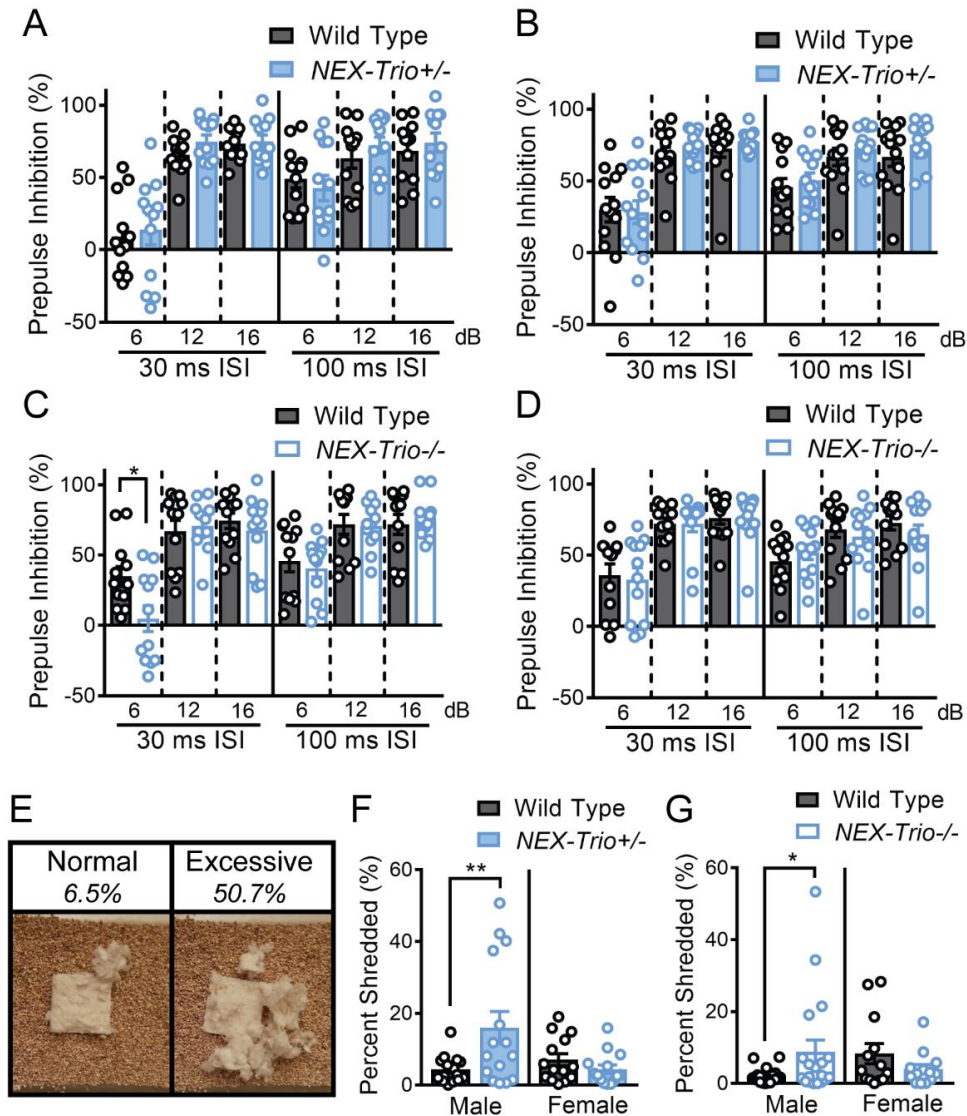 A
Wild Type
NEX-Trio+/-
Prepulse Inhibition (%)
100
50
0
-50
6 12 16 6 12 16 dB
30 ms ISI 100 ms ISI
B
Wild Type
NEX-Trio+/-
Prepulse Inhibition (%)
100
50
0
-50
6 12 16 6 12 16 dB
30 ms ISI 100 ms ISI
C
Wild Type
NEX-Trio-/-
Prepulse Inhibition (%)
*
100
50
0
-50
6 12 16 6 12 16 dB
30 ms ISI 100 ms ISI
D
Wild Type
NEX-Trio-/-
Prepulse Inhibition (%)
100
50
0
-50
6 12 16 6 12 16 dB
30 ms ISI 100 ms ISI
E
Normal Excessive
6.5% 50.7%
F
Wild Type
NEX-Trio+/-
Percent Shredded (%)
**
60
40
20
0
Male Female
G
Wild Type
NEX-Trio-/-
Percent Shredded (%)
*
60
40
20
0
Male Female